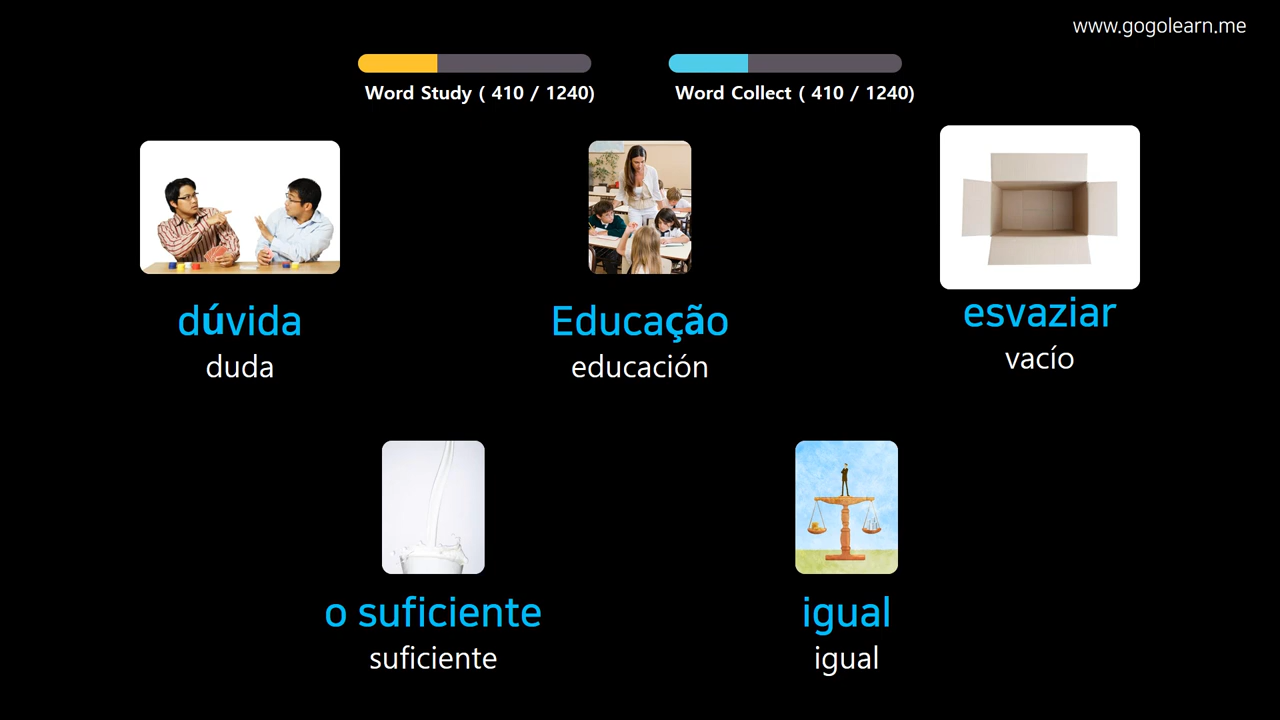 www.gogolearn.me
Word Study ( 410 / 1240)
Word Collect ( 410 / 1240)
dúvida
duda
Educação
educación
esvaziar
vacío
o suficiente
suficiente
igual
igual